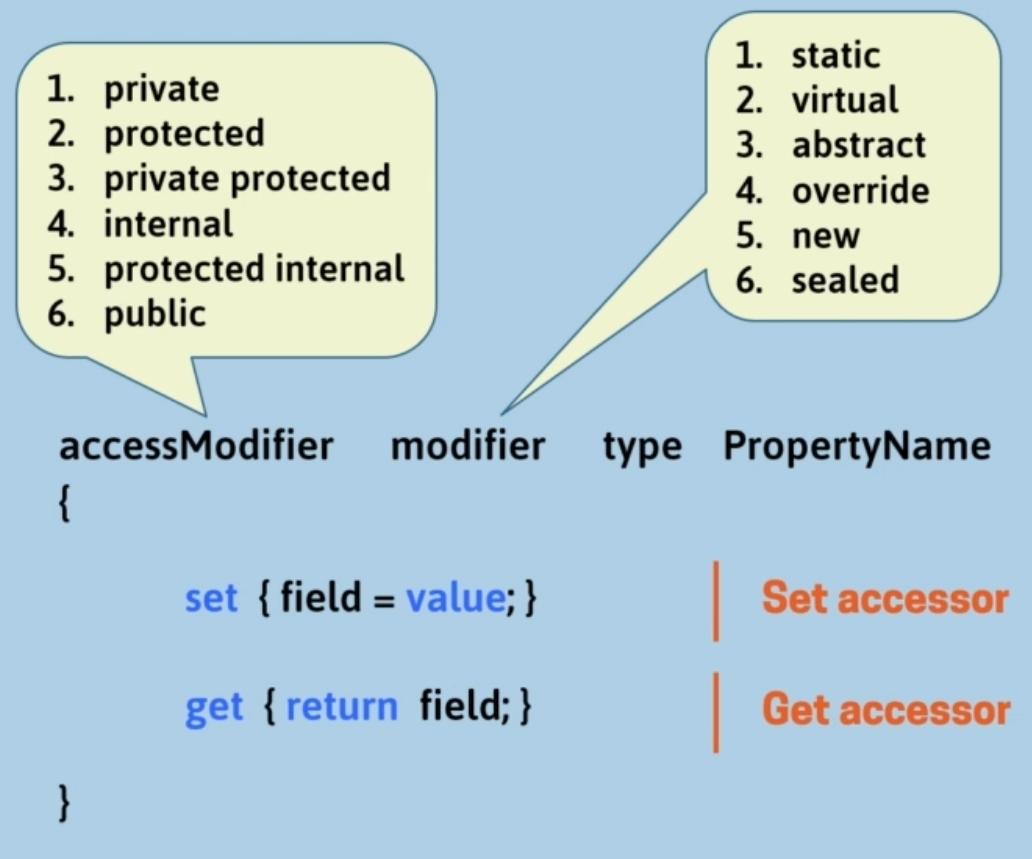 1. private
2. protected
3. private protected
4. internal
5. protected internal
6. public
1. static
2. virtual
3. abstract
4. override
5. new
6. sealed
accessModifier modifier type PropertyName
{
set { field = value; }
Set accessor
get { return field; }
Get accessor
}